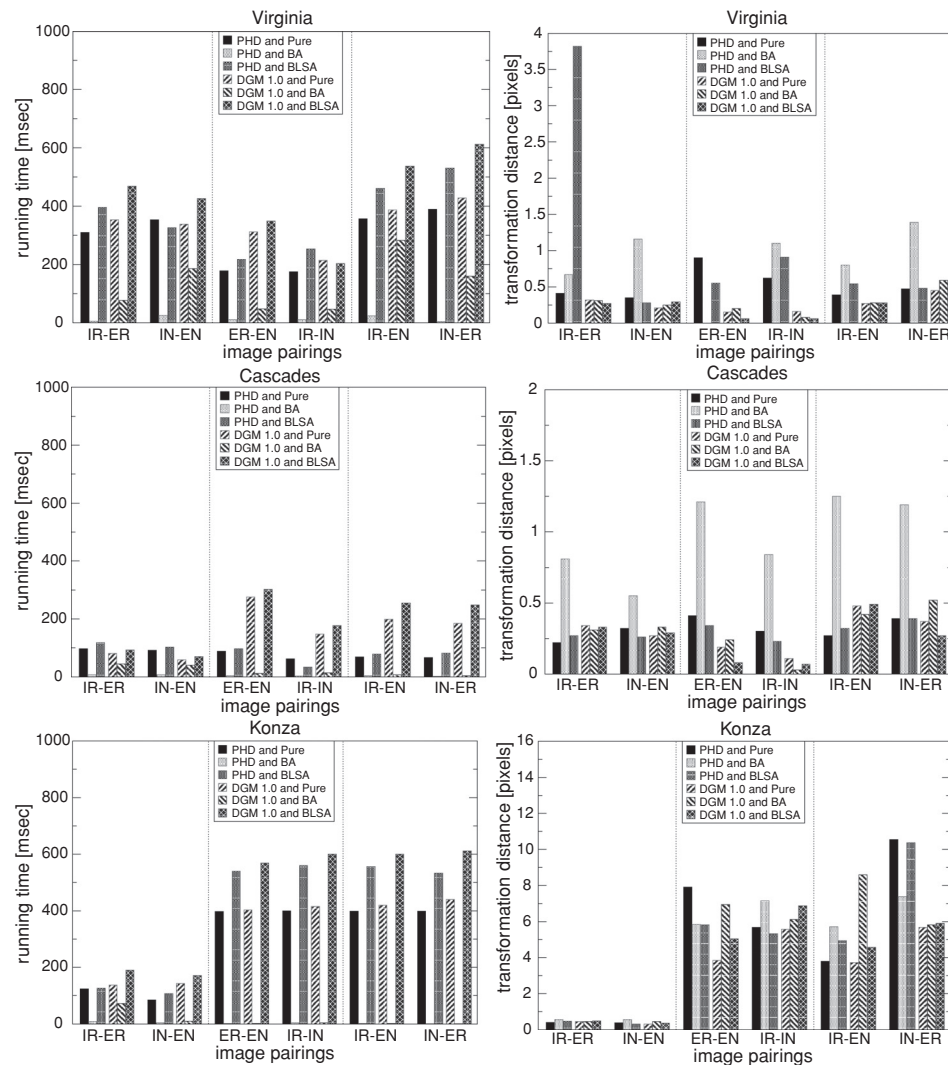 Virginia
1000
800
600
400
200
0
running time [msec]
PHD and Pure
PHD and BA
PHD and BLSA
DGM 1.0 and Pure
DGM 1.0 and BA
DGM 1.0 and BLSA
IR-ER IN-EN ER-EN IR-IN IR-EN IN-ER
image pairings
Virginia
4
3.5
3
2.5
2
1.5
1
0.5
0
transformation distance [pixels]
PHD and Pure
PHD and BA
PHD and BLSA
DGM 1.0 and Pure
DGM 1.0 and BA
DGM 1.0 and BLSA
IR-ER IN-EN ER-EN IR-IN IR-EN IN-ER
image pairings
Cascades
1000
800
600
400
200
0
running time [msec]
PHD and Pure
PHD and BA
PHD and BLSA
DGM 1.0 and Pure
DGM 1.0 and BA
DGM 1.0 and BLSA
IR-ER IN-EN ER-EN IR-IN IR-EN IN-ER
image pairings
Cascades
2
1.5
1
0.5
0
transformation distance [pixels]
PHD and Pure
PHD and BA
PHD and BLSA
DGM 1.0 and Pure
DGM 1.0 and BA
DGM 1.0 and BLSA
IR-ER IN-EN ER-EN IR-IN IR-EN IN-ER
image pairings
Konza
1000
800
600
400
200
0
running time [msec]
PHD and Pure
PHD and BA
PHD and BLSA
DGM 1.0 and Pure
DGM 1.0 and BA
DGM 1.0 and BLSA
IR-ER IN-EN ER-EN IR-IN IR-EN IN-ER
image pairings
Konza
16
14
12
10
8
6
4
2
0
transformation distance [pixels]
PHD and Pure
PHD and BA
PHD and BLSA
DGM 1.0 and Pure
DGM 1.0 and BA
DGM 1.0 and BLSA
IR-ER IN-EN ER-EN IR-IN IR-EN IN-ER
image pairings